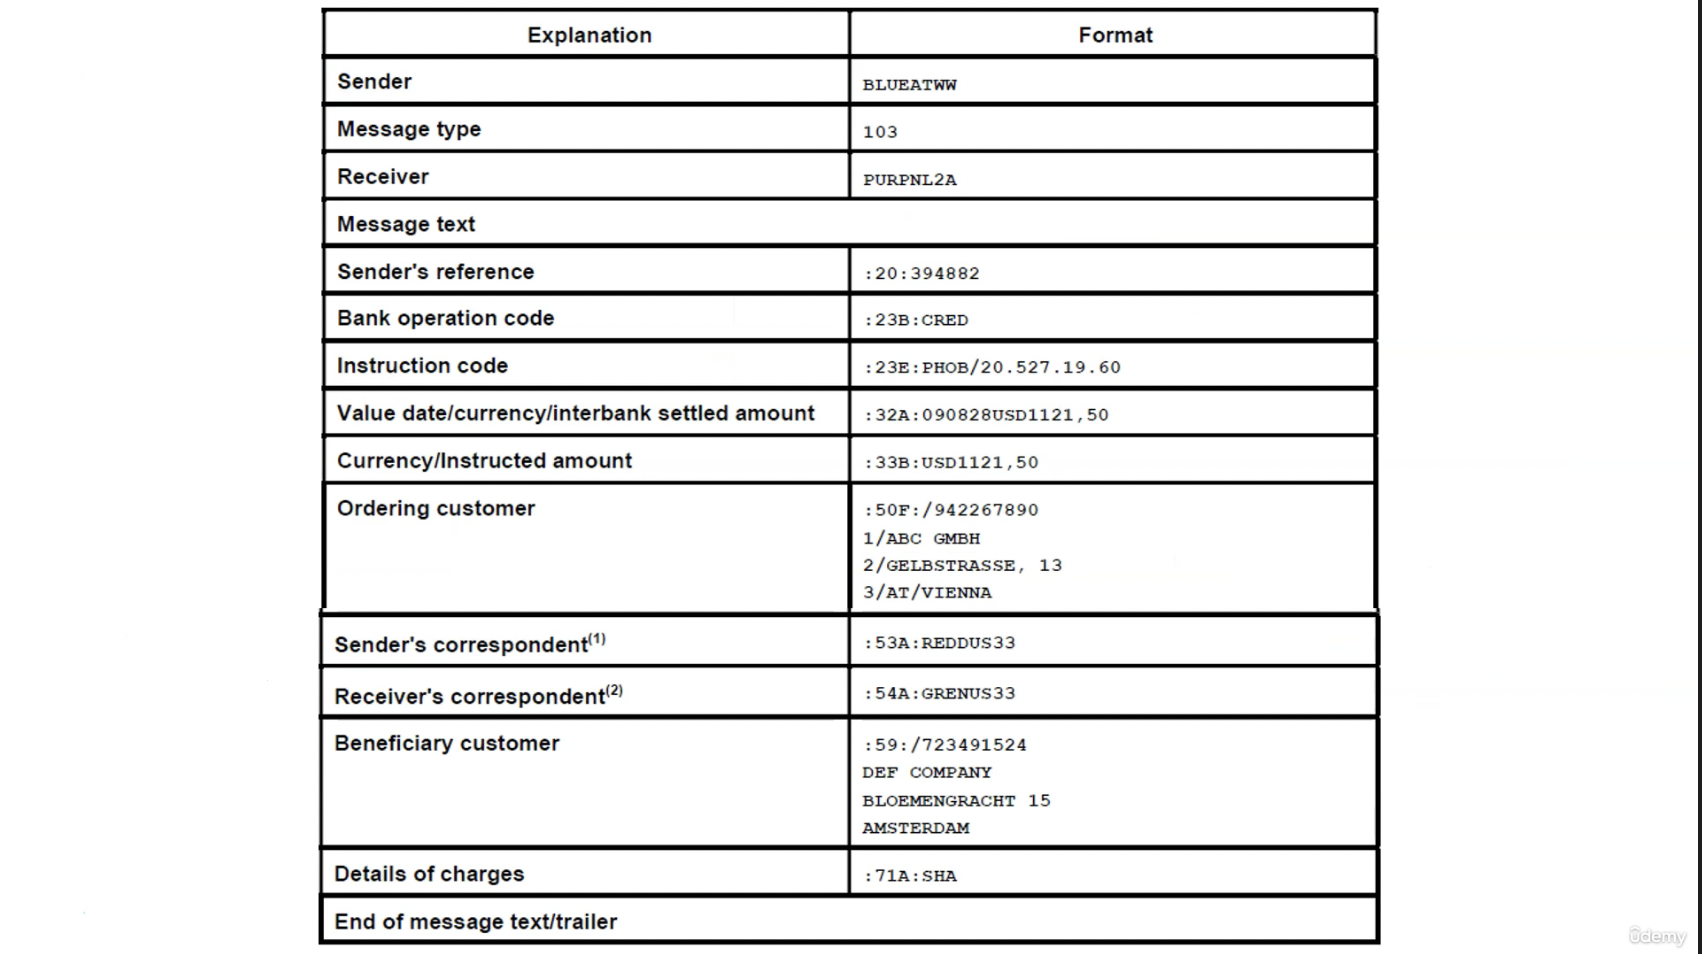 Explanation Format
Sender BLUEATWW
Message type 103
Receiver PURPNL2A
Message text
Sender's reference :20:394882
Bank operation code :23B:CRED
Instruction code :23E:PHOB/20.527.19.60
Value date/currency/interbank settled amount :32A:090828USD1121,50
Currency/Instructed amount :33B:USD1121,50
Ordering customer :50F:/942267890
1/ABC GMBH
2/GELBSTRASSE, 13
3/AT/VIENNA
Sender's correspondent(1) :53A:REDDUS33
Receiver's correspondent(2) :54A:GRENUS33
Beneficiary customer :59:/723491524
DEF COMPANY
BLOEMENGRACHT 15
AMSTERDAM
Details of charges :71A:SHA
End of message text/trailer
ûdemy